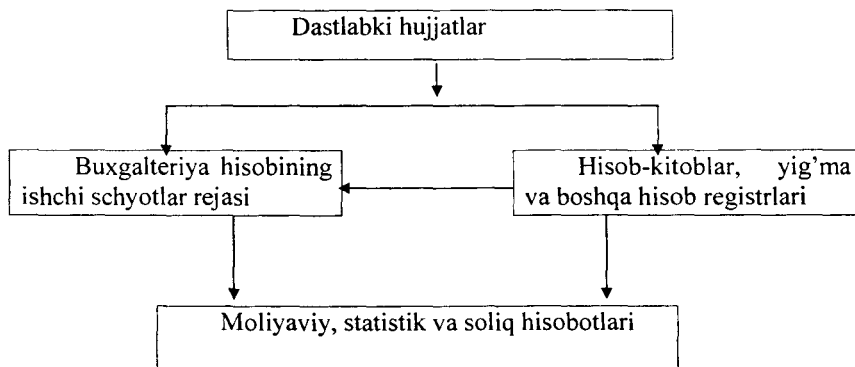 Dastlabki hujjatlar
Buxgalteriya hisobining
ishchi schyotlar rejasi
Hisob-kitoblar, yig'ma
va boshqa hisob registrlari
Moliyaviy, statistik va soliq hisobotlari